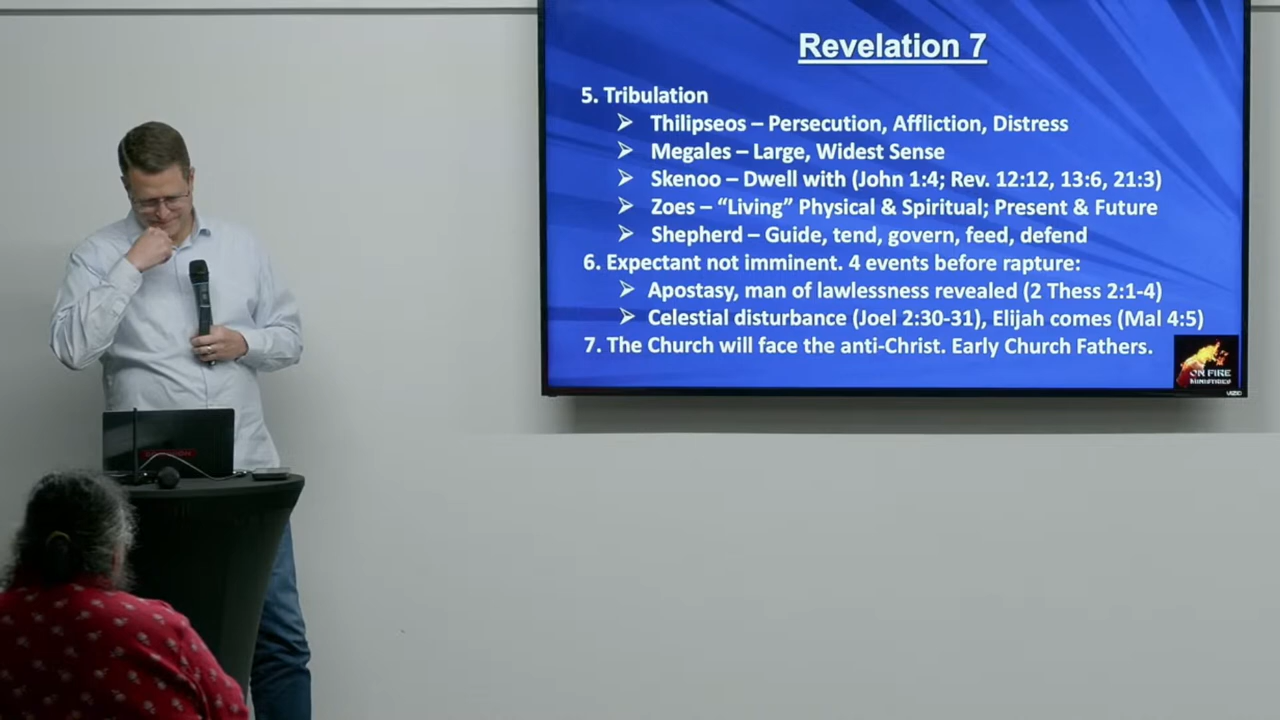 Revelation 7
5. Tribulation
➢ Thilipseos – Persecution, Affliction, Distress
➢ Megales – Large, Widest Sense
➢ Skenoo – Dwell with (John 1:4; Rev. 12:12, 13:6, 21:3)
➢ Zoes – “Living” Physical & Spiritual; Present & Future
➢ Shepherd – Guide, tend, govern, feed, defend
6. Expectant not imminent. 4 events before rapture:
➢ Apostasy, man of lawlessness revealed (2 Thess 2:1-4)
➢ Celestial disturbance (Joel 2:30-31), Elijah comes (Mal 4:5)
7. The Church will face the anti-Christ. Early Church Fathers.
ON FIRE
MINISTRIES
VIZIO